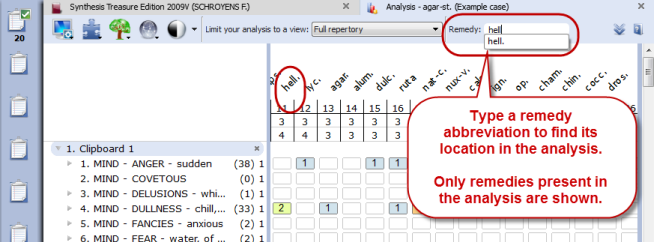 Synthesis Treasure Edition 2009V (SCHROYENS F.)
Analysis - agar-st. (Example case)
20
Limit your analysis to a view: Full repertory
Remedy: hell
hell.
hell. lyc. agar. alum. dulc. ruta nat-c. nux-v. ign. op. cham. chin. cocc. dros.
11 12 13 14 15 16
3 3 3 3 3 3
4 4 3 3 3 3
1. Clipboard 1
1. MIND - ANGER - sudden (38) 1 1 1 1
2. MIND - COVETOUS (0) 1
3. MIND - DELUSIONS - whi... (1) 1
4. MIND - DULLNESS - chill,... (33) 1 2 1 1
5. MIND - FANCIES - anxious (2) 1
6. MIND - FEAR - water, of ... (2) 1
Type a remedy
abbreviation to find its
location in the analysis.
Only remedies present in
the analysis are shown.